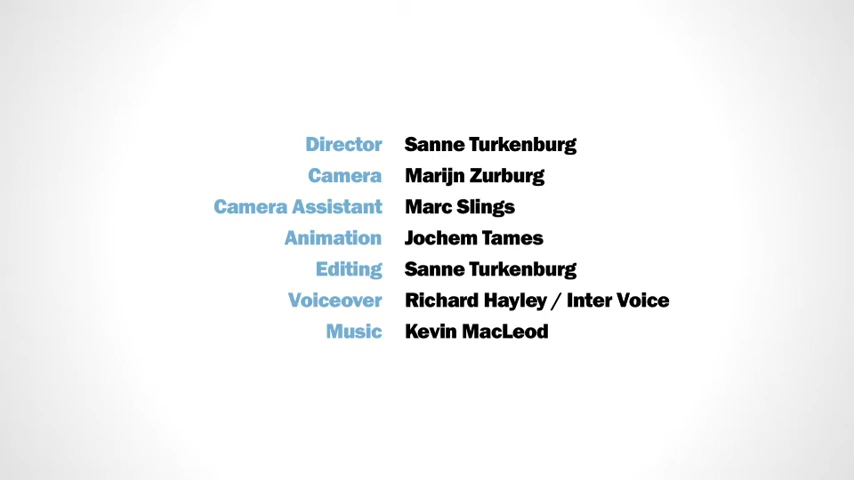 Director Sanne Turkenburg
Camera Marijn Zurburg
Camera Assistant Marc Slings
Animation Jochem Tames
Editing Sanne Turkenburg
Voiceover Richard Hayley / Inter Voice
Music Kevin MacLeod